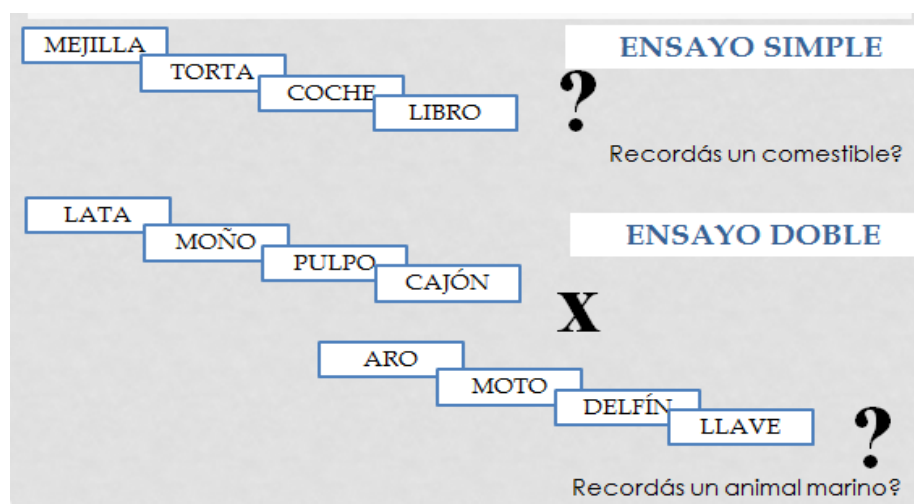 MEJILLA
ENSAYO SIMPLE
TORTA
COCHE
LIBRO
?
Recordás un comestible?
LATA
MOÑO
ENSAYO DOBLE
PULPO
CAJÓN
X
ARO
MOTO
DELFÍN
LLAVE
?
Recordás un animal marino?